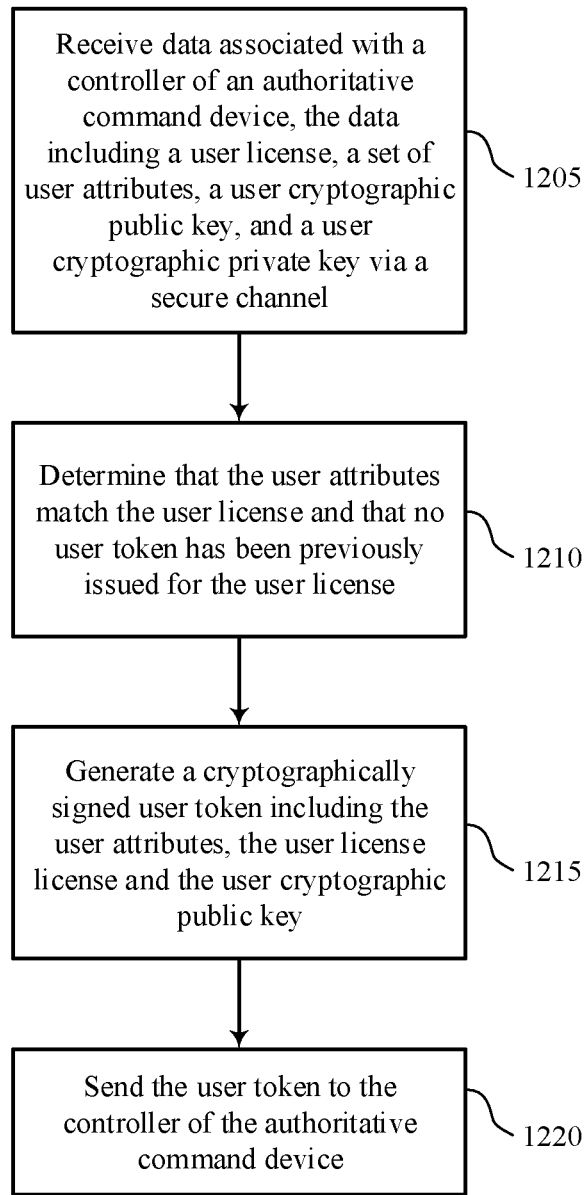 Receive data associated with a
controller of an authoritative
command device, the data
including a user license, a set of
user attributes, a user cryptographic
public key, and a user
cryptographic private key via a
secure channel
1205
Determine that the user attributes
match the user license and that no
user token has been previously
issued for the user license
1210
Generate a cryptographically
signed user token including the
user attributes, the user license
license and the user cryptographic
public key
1215
Send the user token to the
controller of the authoritative
command device
1220